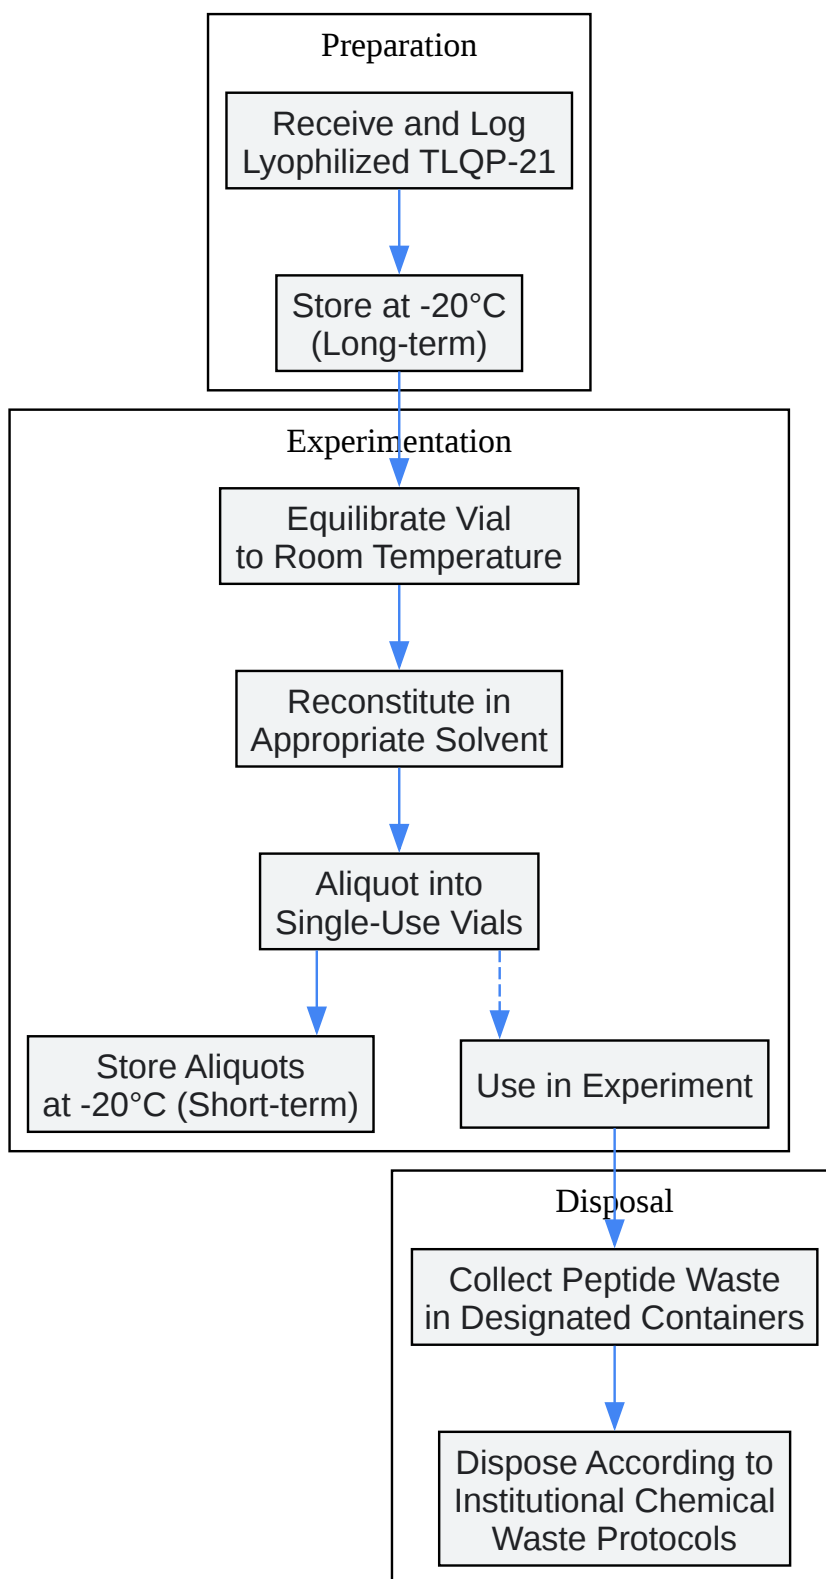 Preparation
Receive and Log
Lyophilized TLQP-21
Store at -20°C
(Long-term)
Experimentation
Equilibrate Vial
to Room Temperature
Reconstitute in
Appropriate Solvent
Aliquot into
Single-Use Vials
Store Aliquots
at -20°C (Short-term)
Use in Experiment
Disposal
Collect Peptide Waste
in Designated Containers
Dispose According to
Institutional Chemical
Waste Protocols